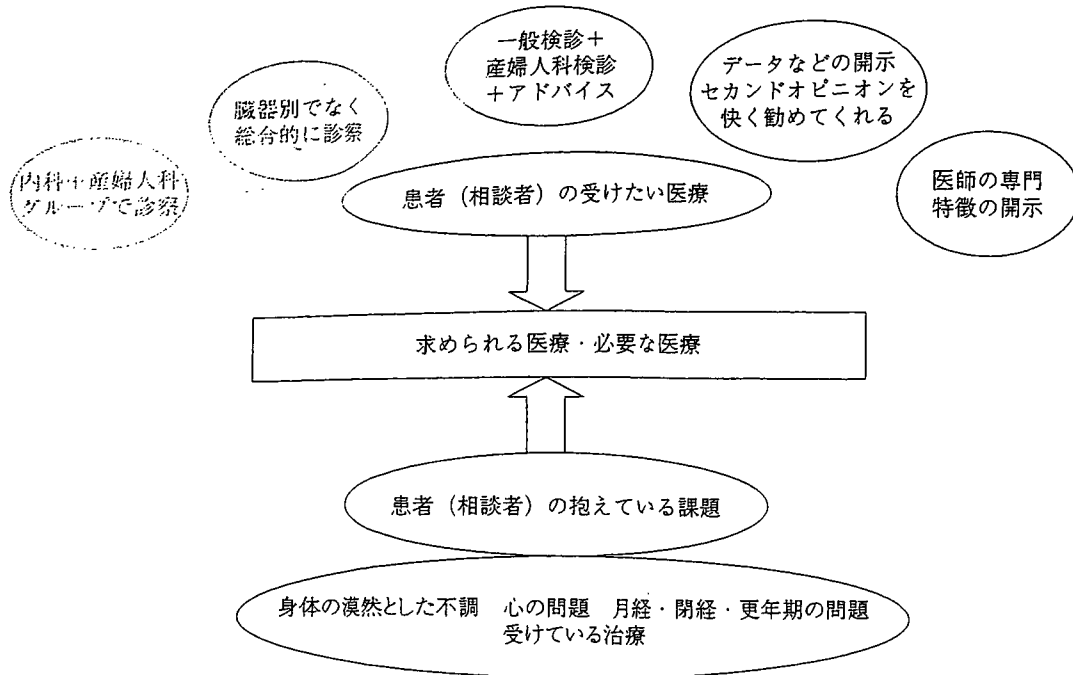 一般検診+
産婦人科検診
+アドバイス
データなどの開示
セカンドオピニオンを
快く勧めてくれる
臓器別でなく
総合的に診察
内科+産婦人科
グループで診察
医師の専門
特徴の開示
患者（相談者）の受けたい医療
求められる医療・必要な医療
患者（相談者）の抱えている課題
身体の漠然とした不調　心の問題　月経・閉経・更年期の問題
受けている治療